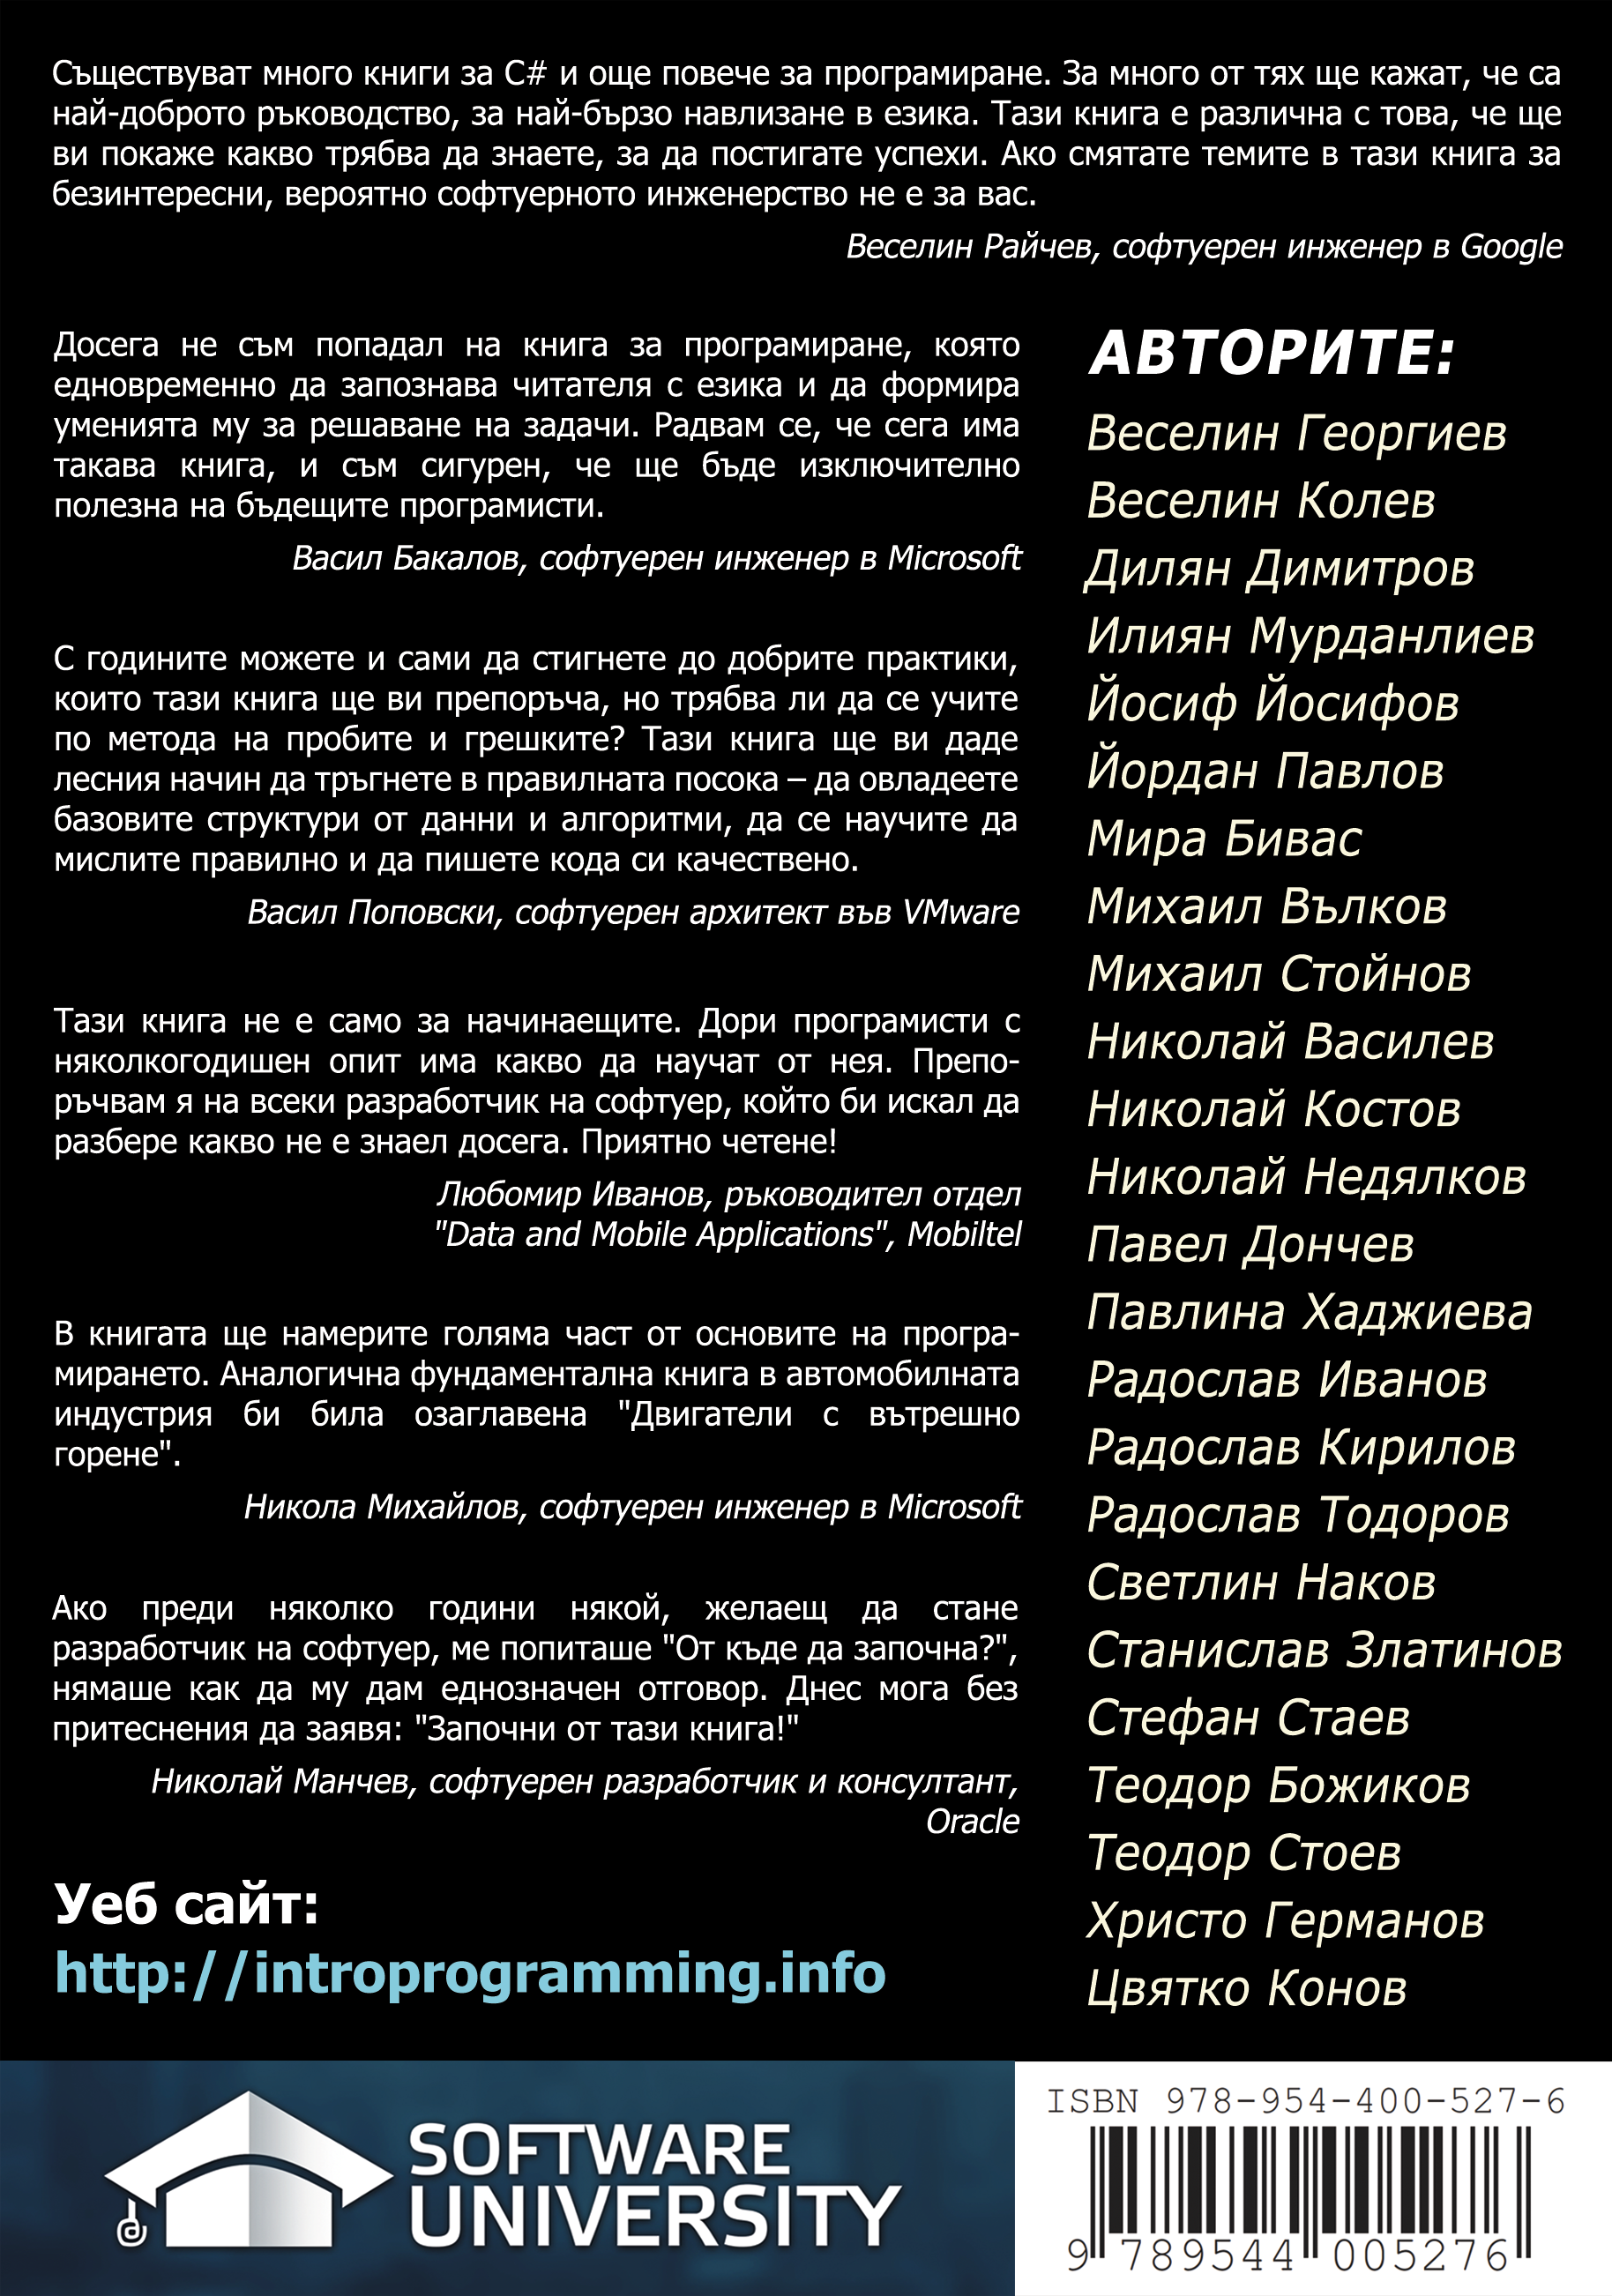 Съществуват много книги за C# и още повече за програмиране. За много от тях ще кажат, че са
най-доброто ръководство, за най-бързо навлизане в езика. Тази книга е различна с това, че ще
ви покаже какво трябва да знаете, за да постигате успехи. Ако смятате темите в тази книга за
безинтересни, вероятно софтуерното инженерство не е за вас.
Веселин Райчев, софтуерен инженер в Google
Досега не съм попадал на книга за програмиране, която
едновременно да запознава читателя с езика и да формира
уменията му за решаване на задачи. Радвам се, че сега има
такава книга, и съм сигурен, че ще бъде изключително
полезна на бъдещите програмисти.
Васил Бакалов, софтуерен инженер в Microsoft
С годините можете и сами да стигнете до добрите практики,
които тази книга ще ви препоръча, но трябва ли да се учите
по метода на пробите и грешките? Тази книга ще ви даде
лесния начин да тръгнете в правилната посока – да овладеете
базовите структури от данни и алгоритми, да се научите да
мислите правилно и да пишете кода си качествено.
Васил Поповски, софтуерен архитект във VMware
Тази книга не е само за начинаещите. Дори програмисти с
няколкогодишен опит има какво да научат от нея. Препо-
ръчвам я на всеки разработчик на софтуер, който би искал да
разбере какво не е знаел досега. Приятно четене!
Любомир Иванов, ръководител отдел
"Data and Mobile Applications", Mobiltel
В книгата ще намерите голяма част от основите на програ-
мирането. Аналогична фундаментална книга в автомобилната
индустрия би била озаглавена "Двигатели с вътрешно
горене".
Никола Михайлов, софтуерен инженер в Microsoft
Ако преди няколко години някой, желаещ да стане
разработчик на софтуер, ме попиташе "От къде да започна?",
нямаше как да му дам еднозначен отговор. Днес мога без
притеснения да заявя: "Започни от тази книга!"
Николай Манчев, софтуерен разработчик и консултант,
Oracle
Уеб сайт:
http://introprogramming.info
АВТОРИТЕ:
Веселин Георгиев
Веселин Колев
Дилян Димитров
Илиян Мурданлиев
Йосиф Йосифов
Йордан Павлов
Мира Бивас
Михаил Вълков
Михаил Стойнов
Николай Василев
Николай Костов
Николай Недялков
Павел Дончев
Павлина Хаджиева
Радослав Иванов
Радослав Кирилов
Радослав Тодоров
Светлин Наков
Станислав Златинов
Стефан Стаев
Теодор Божиков
Теодор Стоев
Христо Германов
Цвятко Конов
SOFTWARE
UNIVERSITY
ISBN 978-954-400-527-6
9 789544 005276